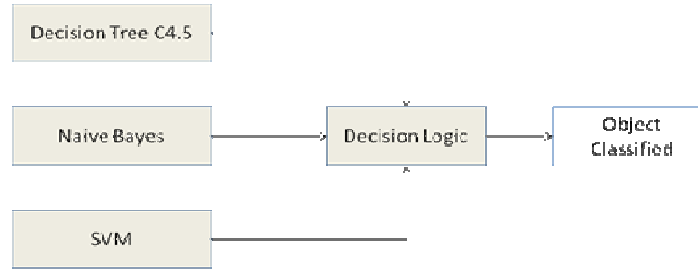 Decision Tree C4.5
Naive Bayes
Decision Logic
Object
Classified
SVM